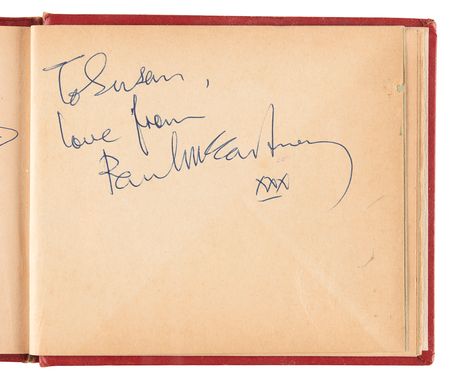 To Susan,
love from
Paul McCartney
xxx